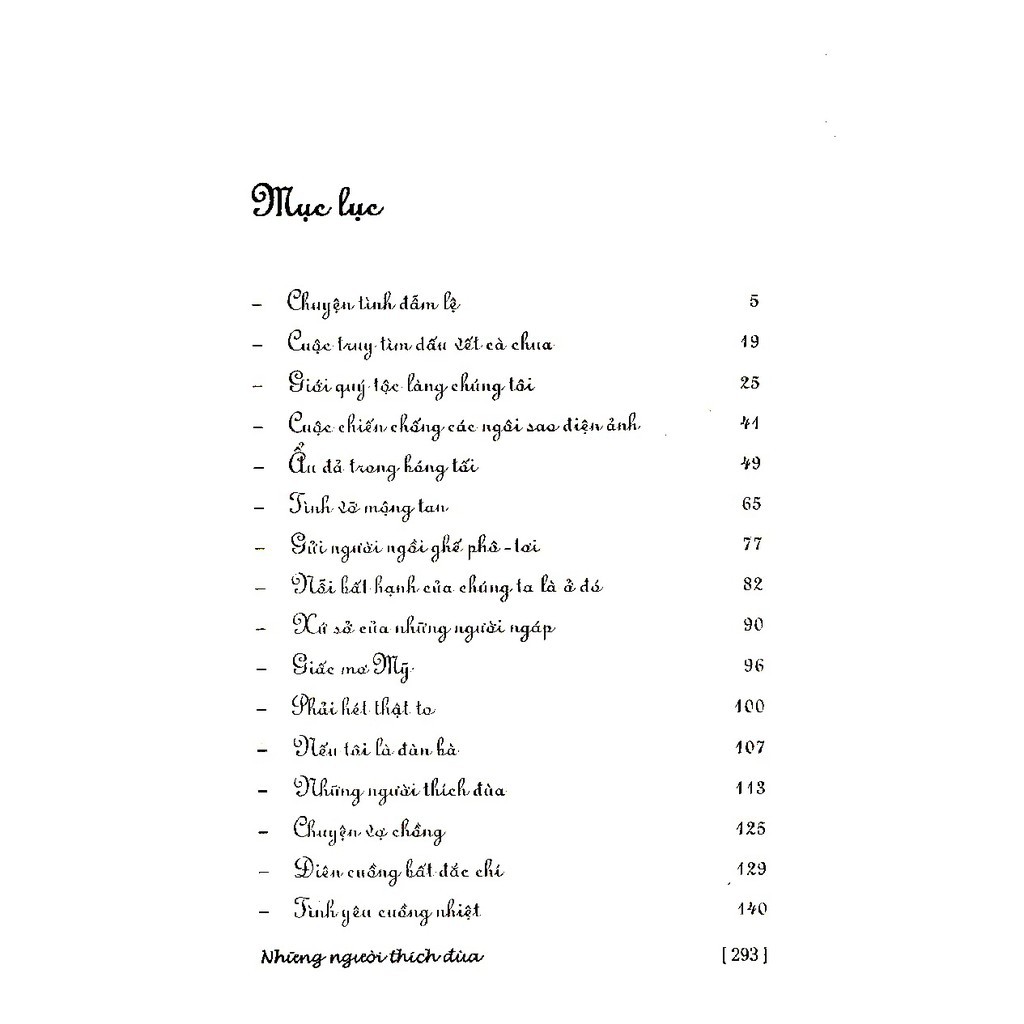 Mục lục
– Chuyện tình đẫm lệ 5
– Cuộc truy tìm dấu vết cà chua 19
– Giới quý tộc làng chúng tôi 25
– Cuộc chiến chống các ngôi sao điện ảnh 41
– Ẩu đả trong bóng tối 49
– Tình vỡ mộng tan 65
– Gửi người ngồi ghế phô-tơi 77
– Nỗi bất hạnh của chúng ta là ở đó 82
– Xứ sở của những người ngáp 90
– Giấc mơ Mỹ 96
– Phải hét thật to 100
– Nếu tôi là đàn bà 107
– Những người thích đùa 113
– Chuyện vợ chồng 125
– Điên cuồng bất đắc chí 129
– Tình yêu cuồng nhiệt 140
Những người thích đùa [ 293 ]